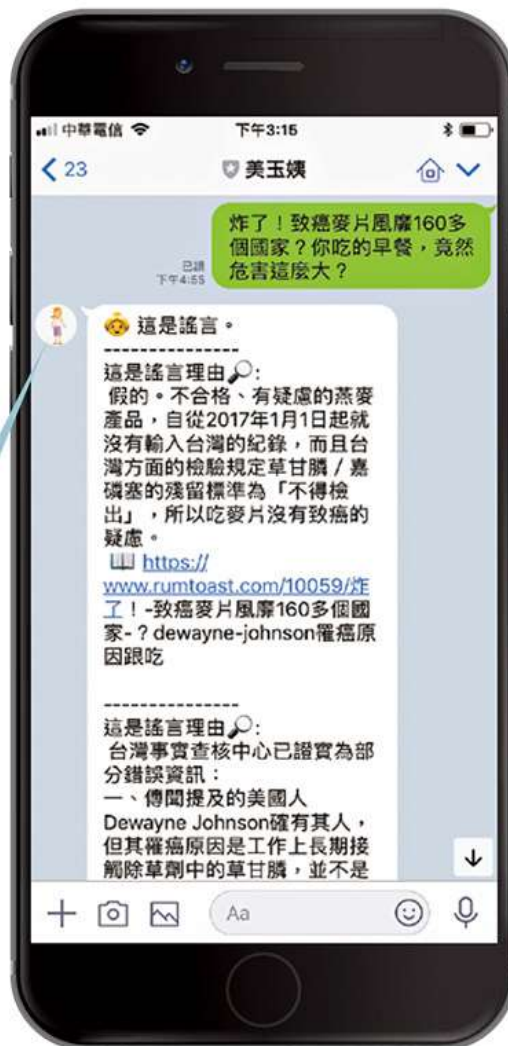 中華電信
下午3:15
23
美玉姨
炸了！致癌麥片風靡160多
個國家？你吃的早餐，竟然
危害這麼大？
已讀
下午4:55
這是謠言。
---------------
這是謠言理由🔎:
假的。不合格、有疑慮的燕麥
產品，自從2017年1月1日起就
沒有輸入台灣的紀錄，而且台
灣方面的檢驗規定草甘膦／嘉
磷塞的殘留標準為「不得檢
出」，所以吃麥片沒有致癌的
疑慮。
📖 https://
www.rumtoast.com/10059/炸
了！-致癌麥片風靡160多個國
家-？dewayne-johnson罹癌原
因跟吃
---------------
這是謠言理由🔎:
台灣事實查核中心已證實為部
分錯誤資訊：
一、傳聞提及的美國人
Dewayne Johnson確有其人，
但其罹癌原因是工作上長期接
觸除草劑中的草甘膦，並不是
Aa